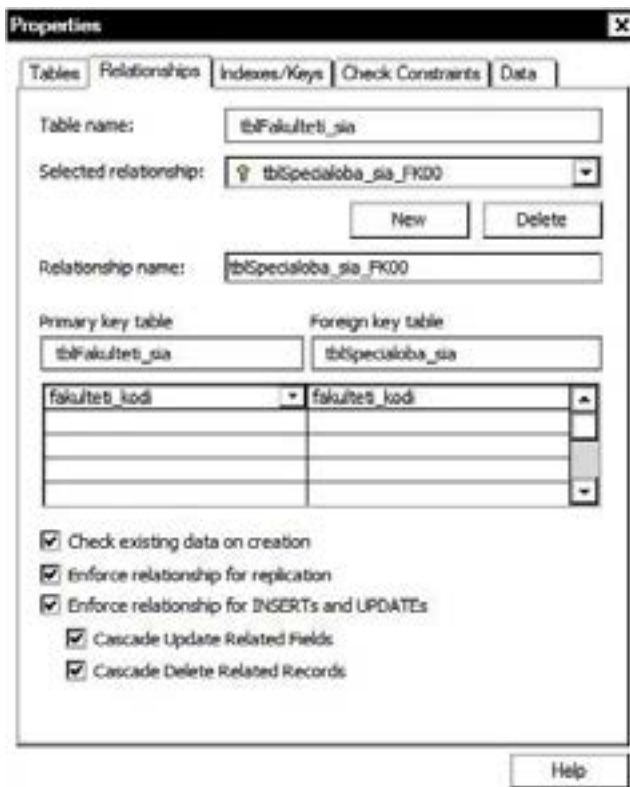 Properties
Tables Relationships Indexes/Keys Check Constraints Data
Table name: tblFakulteti_sia
Selected relationship: tblSpecialoba_sia_FK00
New Delete
Relationship name: tblSpecialoba_sia_FK00
Primary key table Foreign key table
tblFakulteti_sia tblSpecialoba_sia
fakulteti_kodi fakulteti_kodi
Check existing data on creation
Enforce relationship for replication
Enforce relationship for INSERTs and UPDATEs
Cascade Update Related Fields
Cascade Delete Related Records
Help